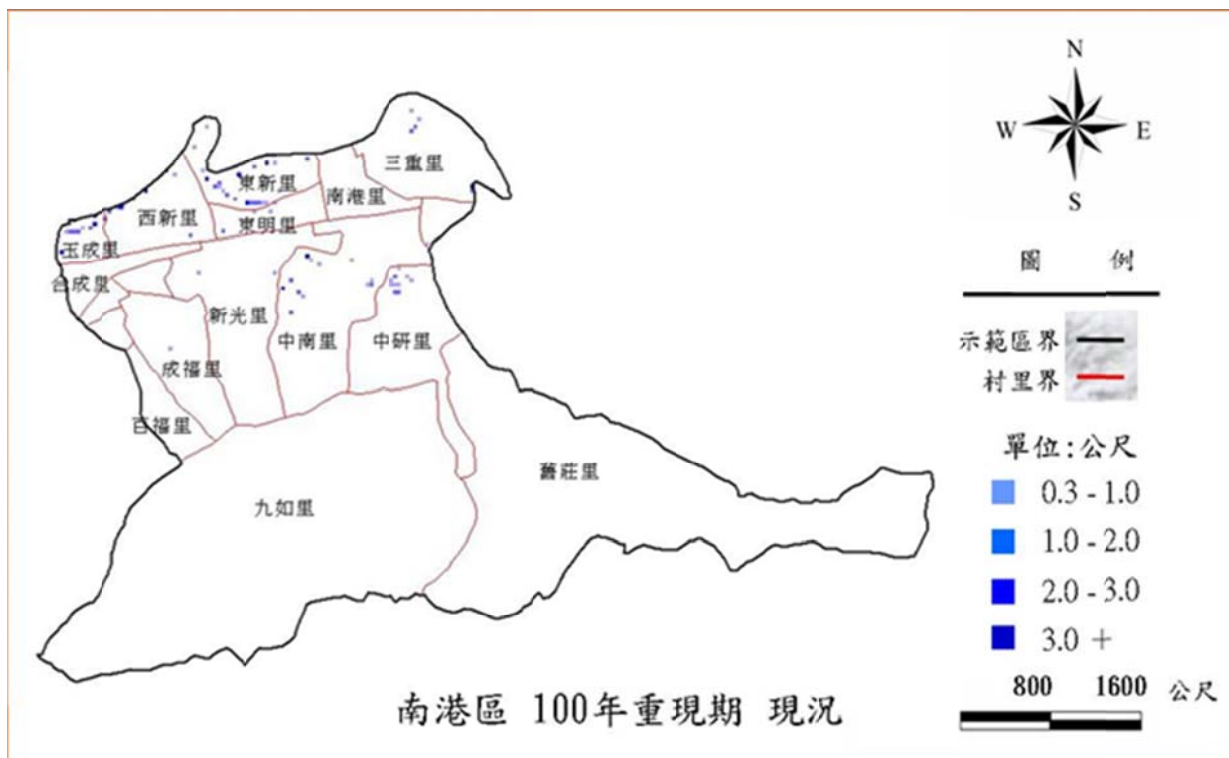 N
W
E
S
三重里
東新里
南港里
西新里
東明里
玉成里
合成里
新光里
中南里
中研里
成福里
百福里
舊莊里
九如里
圖 例
示範區界
村里界
單位:公尺
0.3 - 1.0
1.0 - 2.0
2.0 - 3.0
3.0 +
800 1600 公尺
南港區 100年重現期 現況